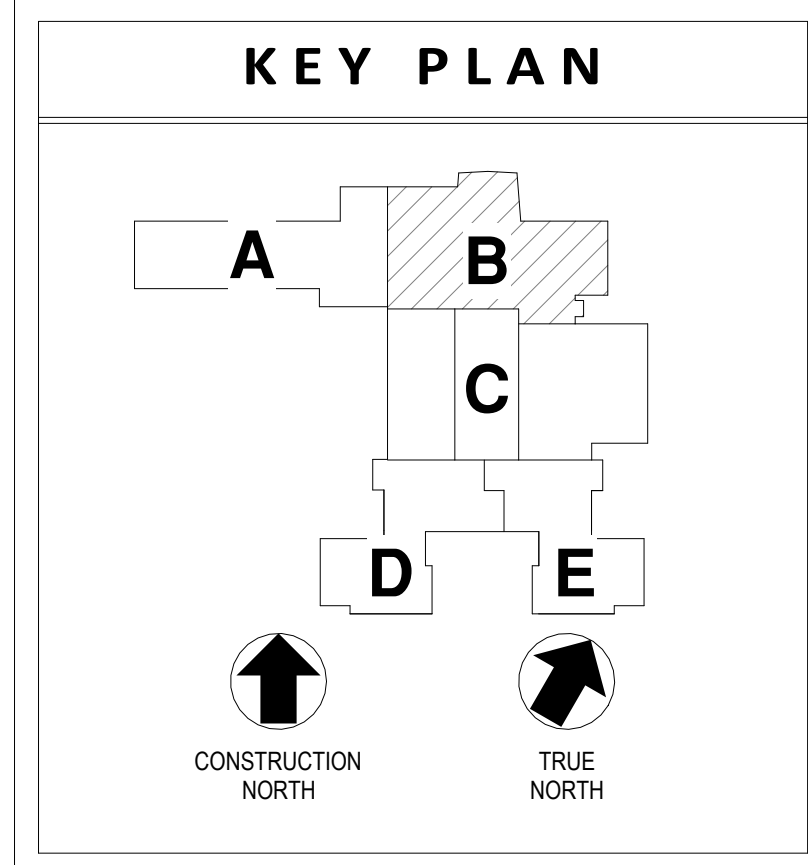 KEY PLAN
A
B
C
D
E
CONSTRUCTION
NORTH
TRUE
NORTH